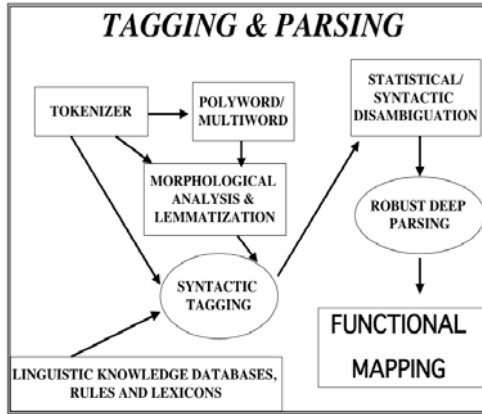 TAGGING & PARSING
TOKENIZER
POLYWORD/
MULTIWORD
STATISTICAL/
SYNTACTIC
DISAMBIGUATION
MORPHOLOGICAL
ANALYSIS &
LEMMATIZATION
ROBUST DEEP
PARSING
SYNTACTIC
TAGGING
FUNCTIONAL
MAPPING
LINGUISTIC KNOWLEDGE DATABASES,
RULES AND LEXICONS